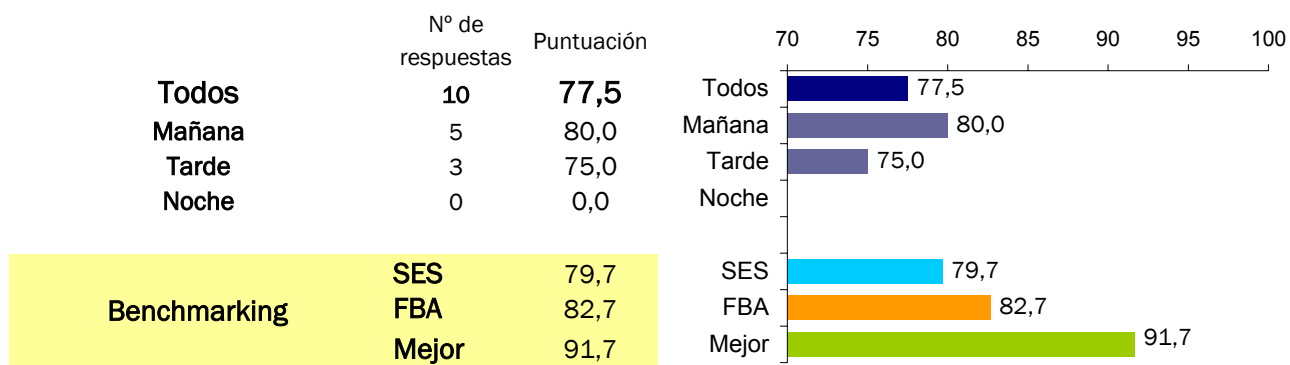 Nº de
respuestas
Puntuación
Todos 10 77,5
Mañana 5 80,0
Tarde 3 75,0
Noche 0 0,0
Benchmarking
SES 79,7
FBA 82,7
Mejor 91,7
70 75 80 85 90 95 100
Todos 77,5
Mañana 80,0
Tarde 75,0
Noche
SES 79,7
FBA 82,7
Mejor 91,7